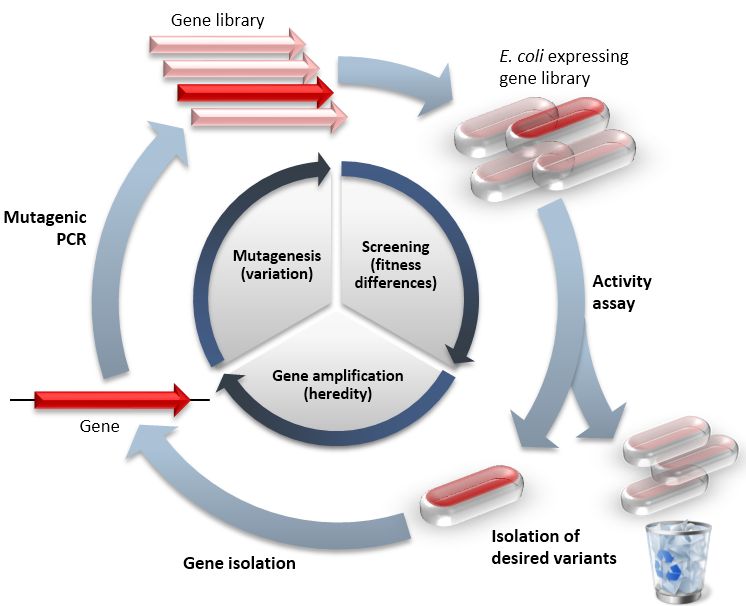 Gene library
E. coli expressing
gene library
Mutagenic
PCR
Mutagenesis
(variation)
Screening
(fitness
differences)
Activity
assay
Gene amplification
(heredity)
Gene
Isolation of
desired variants
Gene isolation